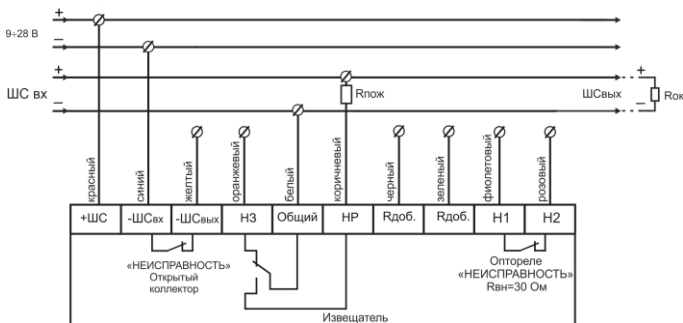 +
9÷28 В
–
+
+
ШС вх
Rпож
ШСвых
Rок
–
–
красный
синий
желтый
оранжевый
белый
коричневый
черный
зеленый
фиолетовый
розовый
+ШС
-ШСвх
-ШСвых
НЗ
Общий
НР
Rдоб.
Rдоб.
Н1
Н2
«НЕИСПРАВНОСТЬ»
Открытый
коллектор
Оптореле
«НЕИСПРАВНОСТЬ»
Rвн=30 Ом
Извещатель